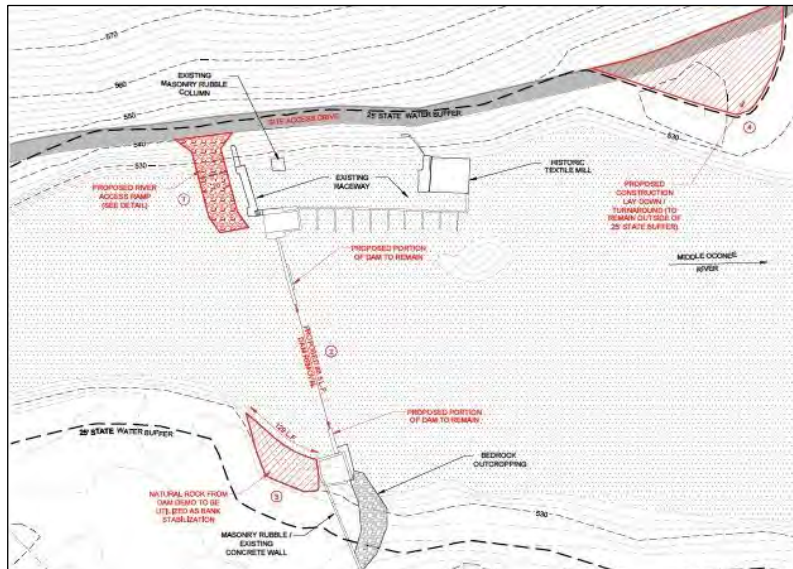 570
560
550
540
530
EXISTING
MASONRY RUBBLE
COLUMN
SITE ACCESS DRIVE
25' STATE WATER BUFFER
530
4
PROPOSED RIVER
ACCESS RAMP
(SEE DETAIL)
1
EXISTING
RACEWAY
HISTORIC
TEXTILE MILL
PROPOSED
CONSTRUCTION
LAY DOWN /
TURNAROUND (TO
REMAIN OUTSIDE OF
25' STATE BUFFER)
PROPOSED PORTION
OF DAM TO REMAIN
MIDDLE OCONEE
RIVER
2
DAM REMOVAL
PROPOSED PORTION
OF DAM TO REMAIN
25' STATE WATER BUFFER
129 L.F.
BEDROCK
OUTCROPPING
NATURAL ROCK FROM
DAM DEMO TO BE
UTILIZED AS BANK
STABILIZATION
3
530
MASONRY RUBBLE /
EXISTING
CONCRETE WALL